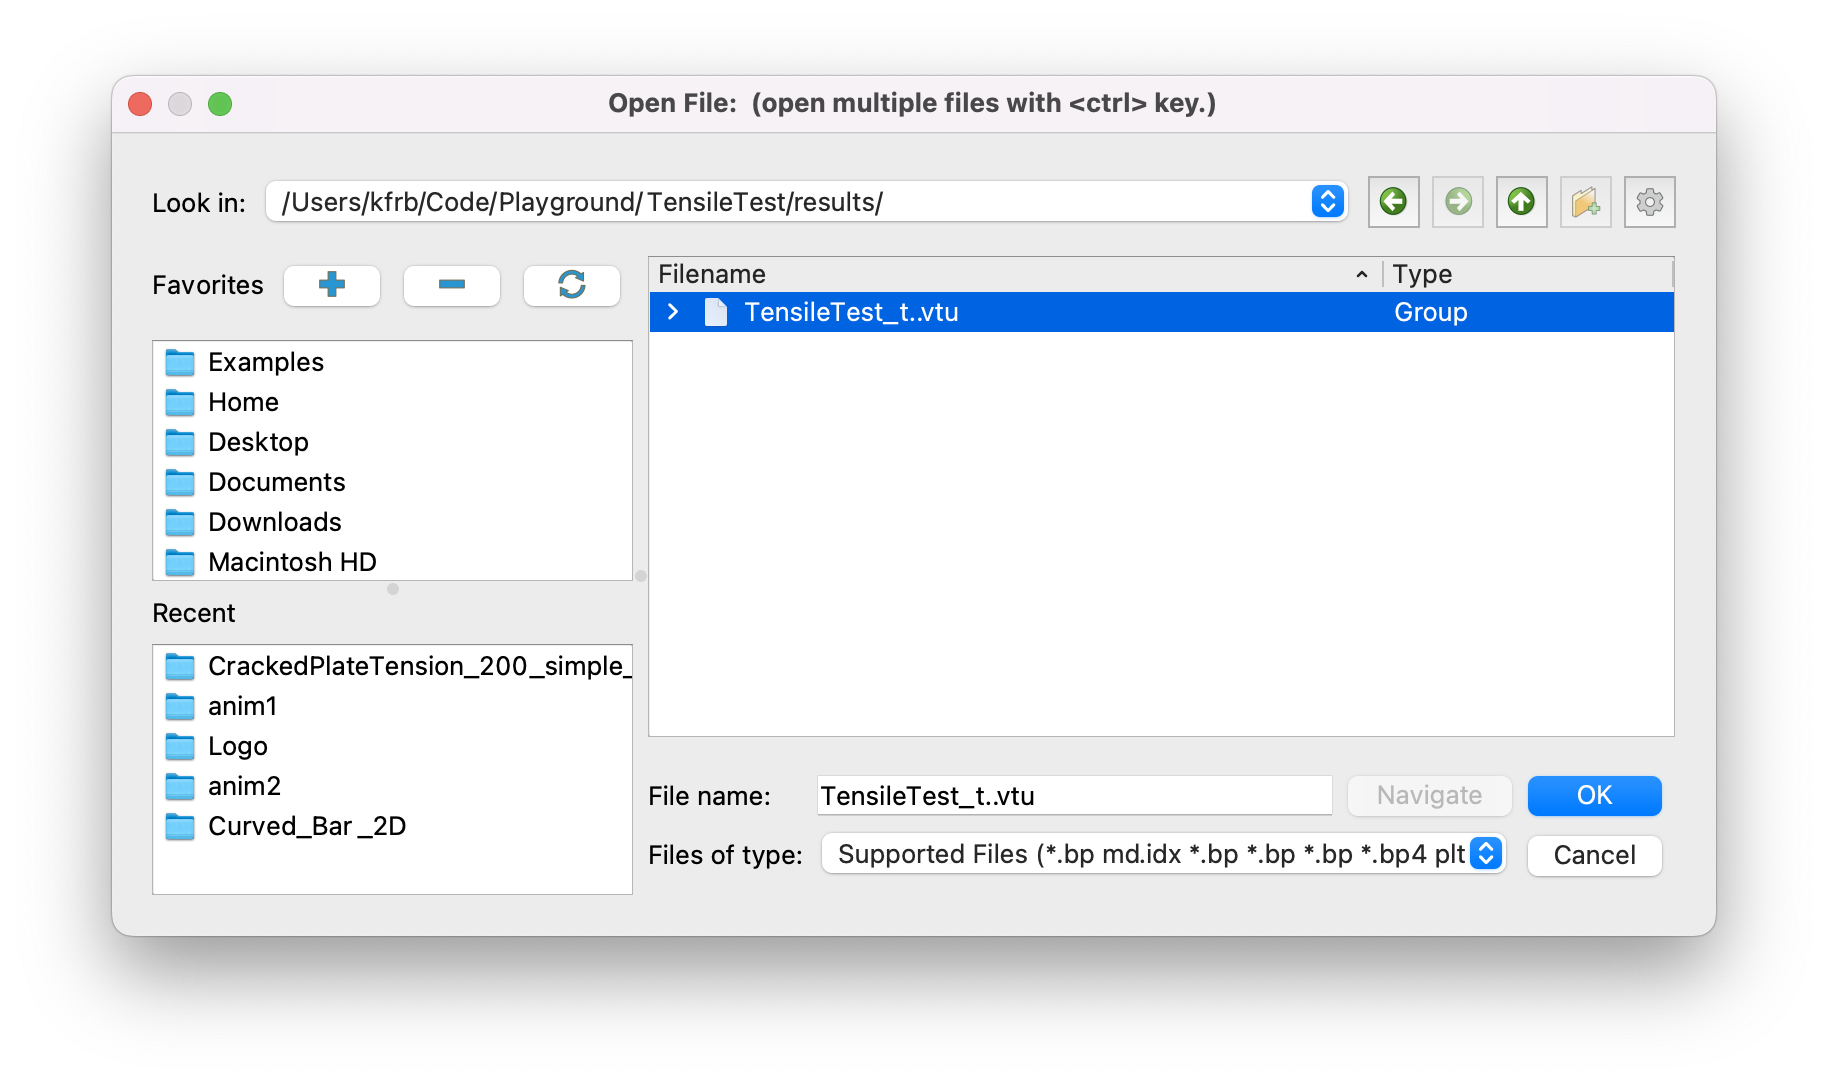 Open File:  (open multiple files with <ctrl> key.)
Look in: /Users/kfrb/Code/Playground/TensileTest/results/
Favorites
Examples
Home
Desktop
Documents
Downloads
Macintosh HD
Recent
CrackedPlateTension_200_simple_
anim1
Logo
anim2
Curved_Bar_2D
Filename Type
TensileTest_t..vtu Group
File name: TensileTest_t..vtu Navigate OK
Files of type: Supported Files (*.bp md.idx *.bp *.bp *.bp *.bp4 plt Cancel